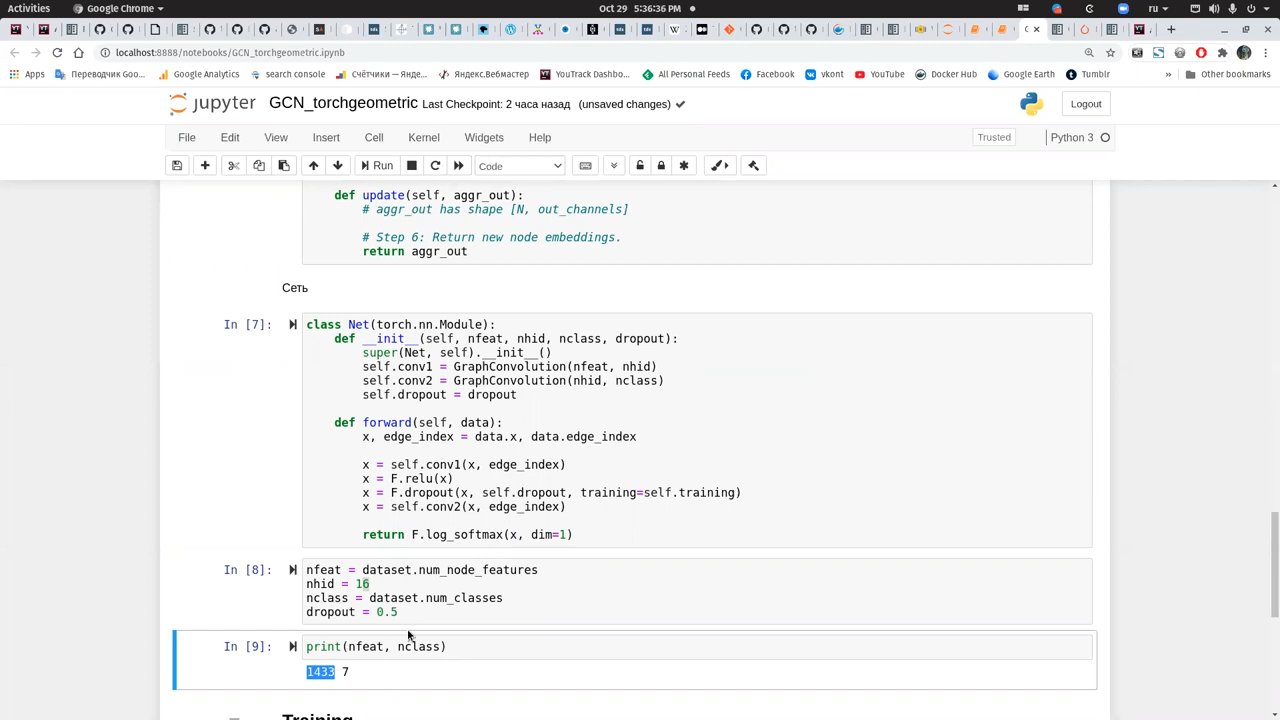 Activities
Google Chrome
Oct 29 5:36:36 PM
ru
localhost:8888/notebooks/GCN_torchgeometric.ipynb
Apps
Переводчик Goo...
Google Analytics
search console
Счётчики — Янде...
Яндекс.Вебмастер
YouTrack Dashbo...
All Personal Feeds
Facebook
vkont
YouTube
Docker Hub
Google Earth
Tumblr
»
Other bookmarks
jupyter GCN_torchgeometric Last Checkpoint: 2 часа назад (unsaved changes)
Logout
File Edit View Insert Cell Kernel Widgets Help
Trusted
Python 3
Run
Code
def update(self, aggr_out):
# aggr_out has shape [N, out_channels]
# Step 6: Return new node embeddings.
return aggr_out
Сеть
In [7]:
class Net(torch.nn.Module):
def __init__(self, nfeat, nhid, nclass, dropout):
super(Net, self).__init__()
self.conv1 = GraphConvolution(nfeat, nhid)
self.conv2 = GraphConvolution(nhid, nclass)
self.dropout = dropout
def forward(self, data):
x, edge_index = data.x, data.edge_index
x = self.conv1(x, edge_index)
x = F.relu(x)
x = F.dropout(x, self.dropout, training=self.training)
x = self.conv2(x, edge_index)
return F.log_softmax(x, dim=1)
In [8]:
nfeat = dataset.num_node_features
nhid = 16
nclass = dataset.num_classes
dropout = 0.5
In [9]:
print(nfeat, nclass)
1433 7
Training